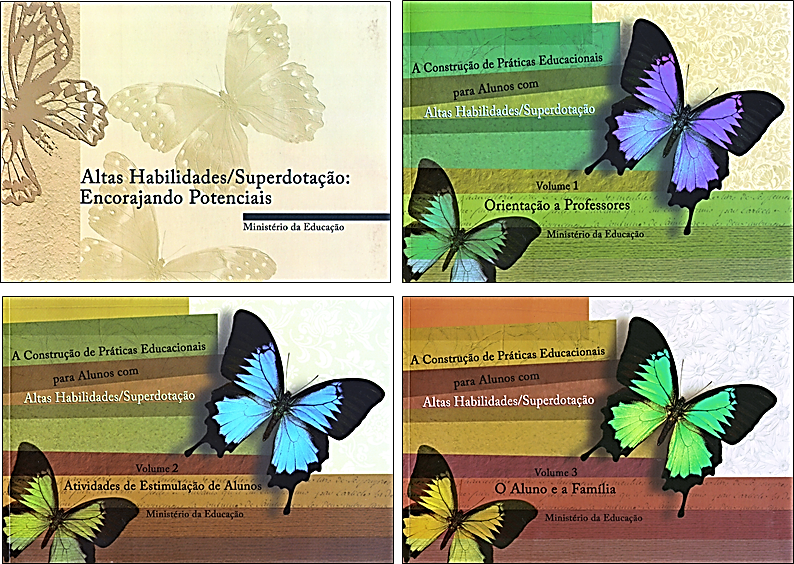 Altas Habilidades/Superdotação:
Encorajando Potenciais
Ministério da Educação
A Construção de Práticas Educacionais
para Alunos com
Altas Habilidades/Superdotação
Volume 1
Orientação a Professores
Ministério da Educação
A Construção de Práticas Educacionais
para Alunos com
Altas Habilidades/Superdotação
Volume 2
Atividades de Estimulação de Alunos
Ministério da Educação
A Construção de Práticas Educacionais
para Alunos com
Altas Habilidades/Superdotação
Volume 3
O Aluno e a Família
Ministério da Educação